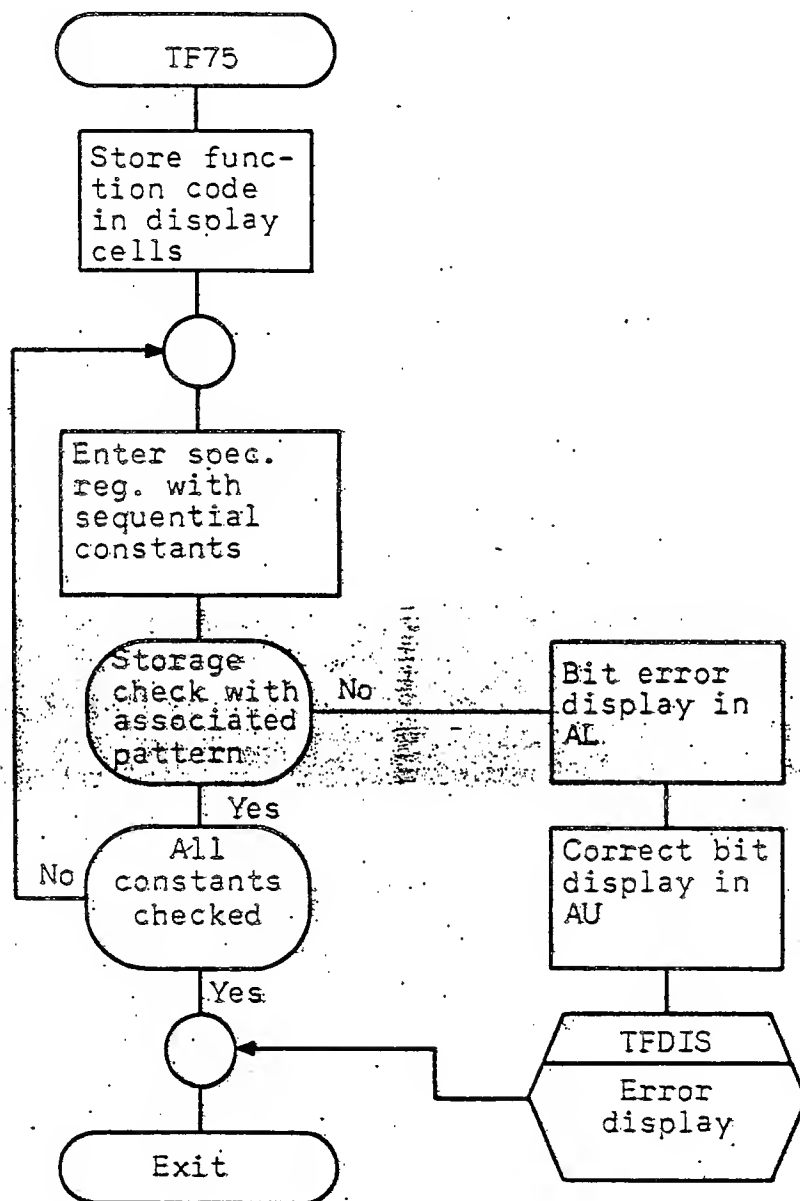 TF75
Store func-
tion code
in display
cells
Enter spec.
reg. with
sequential
constants
Storage
check with
associated
pattern
No
Bit error
display in
AL
Yes
All
constants
checked
No
Correct bit
display in
AU
Yes
TFDIS
Error
display
Exit